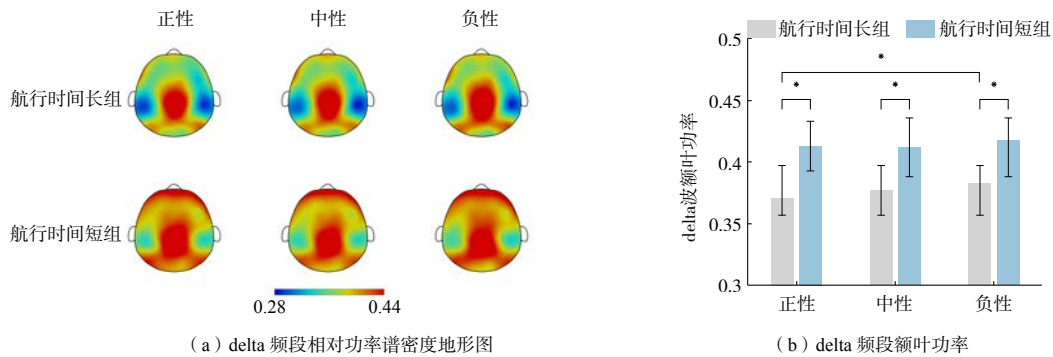 正性 中性 负性
航行时间长组
航行时间短组
0.28 0.44
(a) delta 频段相对功率谱密度地形图
航行时间长组 航行时间短组
0.5
0.45
0.4
0.35
0.3
delta波额叶功率
* * * *
正性 中性 负性
(b) delta 频段额叶功率